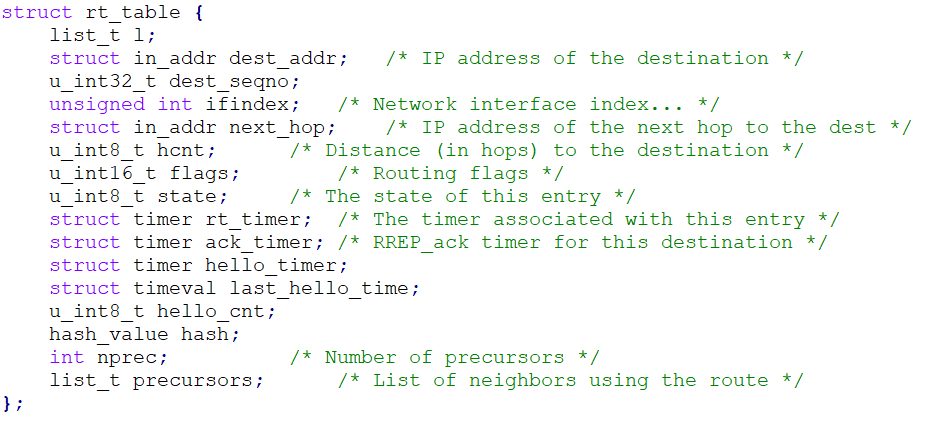 struct rt_table {
    list_t l;
    struct in_addr dest_addr;   /* IP address of the destination */
    u_int32_t dest_seqno;
    unsigned int ifindex;   /* Network interface index... */
    struct in_addr next_hop;    /* IP address of the next hop to the dest */
    u_int8_t hcnt;      /* Distance (in hops) to the destination */
    u_int16_t flags;        /* Routing flags */
    u_int8_t state;     /* The state of this entry */
    struct timer rt_timer;  /* The timer associated with this entry */
    struct timer ack_timer; /* RREP_ack timer for this destination */
    struct timer hello_timer;
    struct timeval last_hello_time;
    u_int8_t hello_cnt;
    hash_value hash;
    int nprec;          /* Number of precursors */
    list_t precursors;      /* List of neighbors using the route */
};